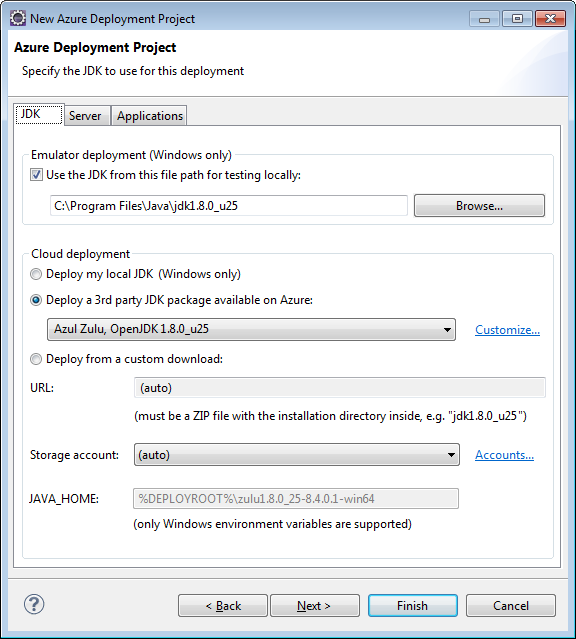 New Azure Deployment Project
Azure Deployment Project
Specify the JDK to use for this deployment
JDK Server Applications
Emulator deployment (Windows only)
Use the JDK from this file path for testing locally:
C:\Program Files\Java\jdk1.8.0_u25 Browse...
Cloud deployment
Deploy my local JDK (Windows only)
Deploy a 3rd party JDK package available on Azure:
Azul Zulu, OpenJDK 1.8.0_u25 Customize...
Deploy from a custom download:
URL: (auto)
(must be a ZIP file with the installation directory inside, e.g. "jdk1.8.0_u25")
Storage account: (auto) Accounts...
JAVA_HOME: %DEPLOYROOT%\zulu1.8.0_25-8.4.0.1-win64
(only Windows environment variables are supported)
? < Back Next > Finish Cancel